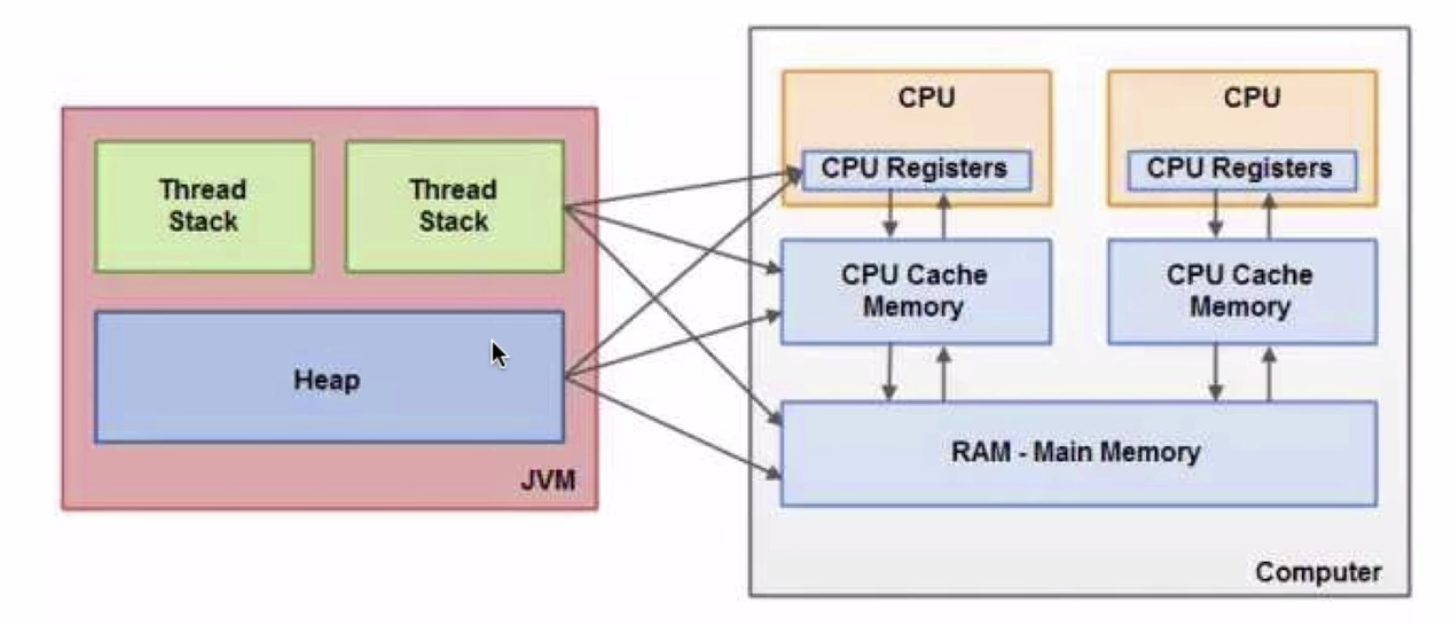 Thread
Stack
Thread
Stack
Heap
JVM
CPU
CPU Registers
CPU Cache
Memory
CPU
CPU Registers
CPU Cache
Memory
RAM - Main Memory
Computer